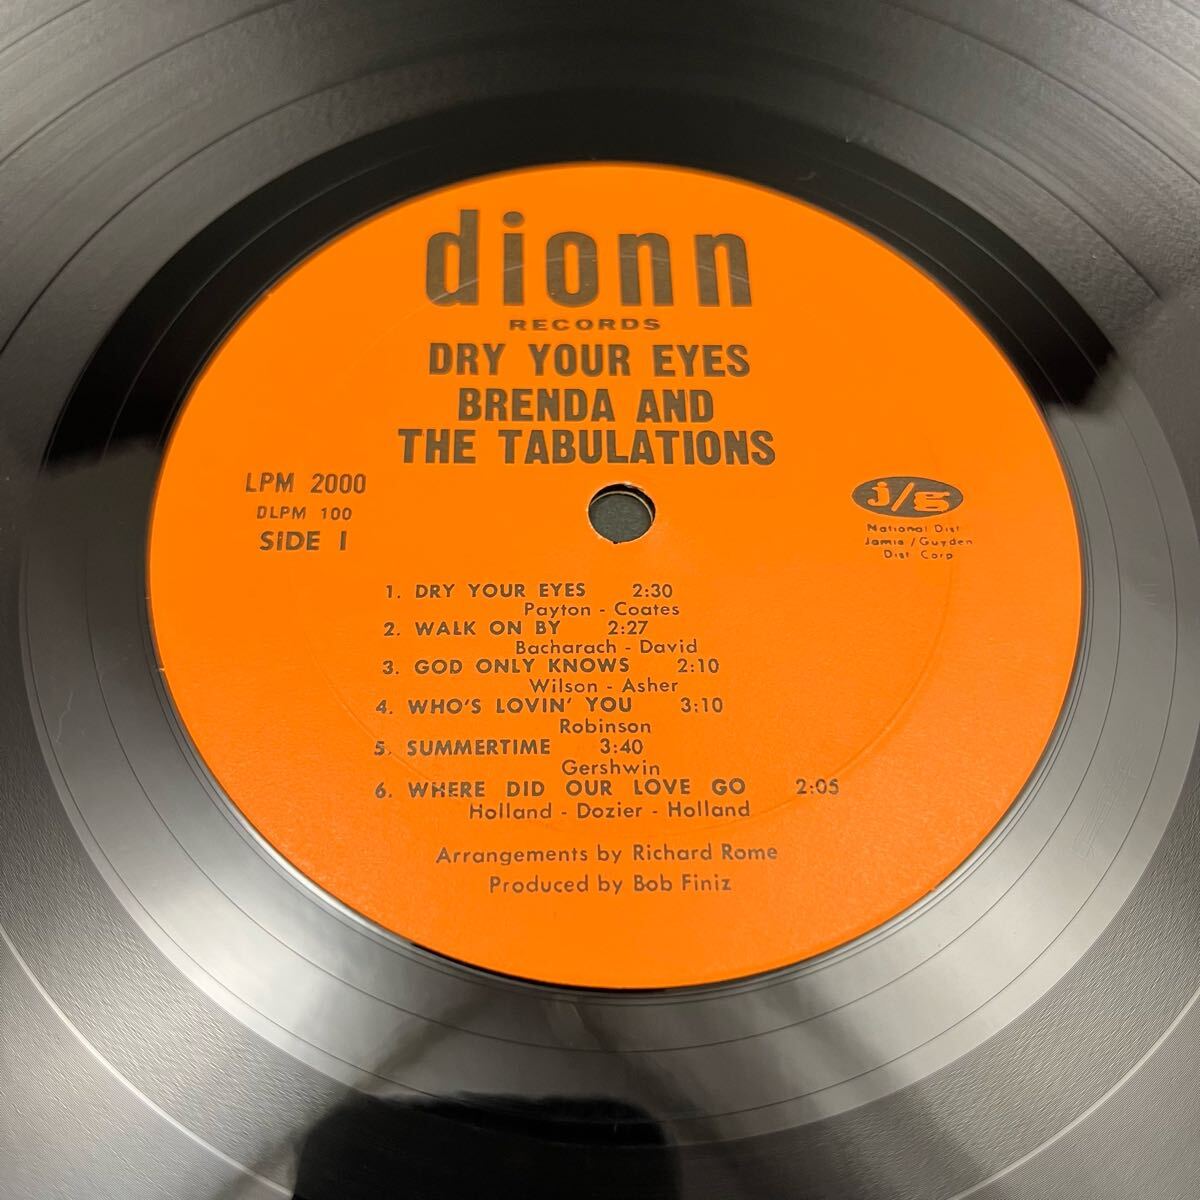 dionn
RECORDS
DRY YOUR EYES
BRENDA AND
THE TABULATIONS
LPM 2000
DLPM 100
SIDE I
j/g
National Dist
Jamie/Guyden
Dist Corp
1. DRY YOUR EYES 2:30
Payton - Coates
2. WALK ON BY 2:27
Bacharach - David
3. GOD ONLY KNOWS 2:10
Wilson - Asher
4. WHO'S LOVIN' YOU 3:10
Robinson
5. SUMMERTIME 3:40
Gershwin
6. WHERE DID OUR LOVE GO 2:05
Holland - Dozier - Holland
Arrangements by Richard Rome
Produced by Bob Finiz